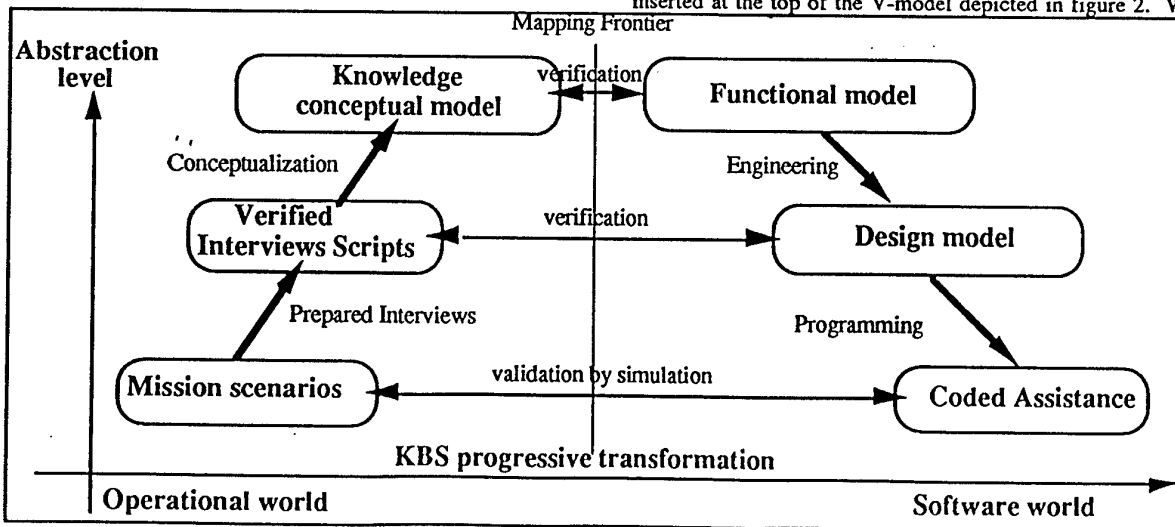 inserted at the top of the V-model depicted in figure 2.
Mapping Frontier
Abstraction
level
Knowledge
conceptual model
verification
Functional model
Conceptualization
Engineering
Verified
Interviews Scripts
verification
Design model
Prepared Interviews
Programming
Mission scenarios
validation by simulation
Coded Assistance
KBS progressive transformation
Operational world
Software world